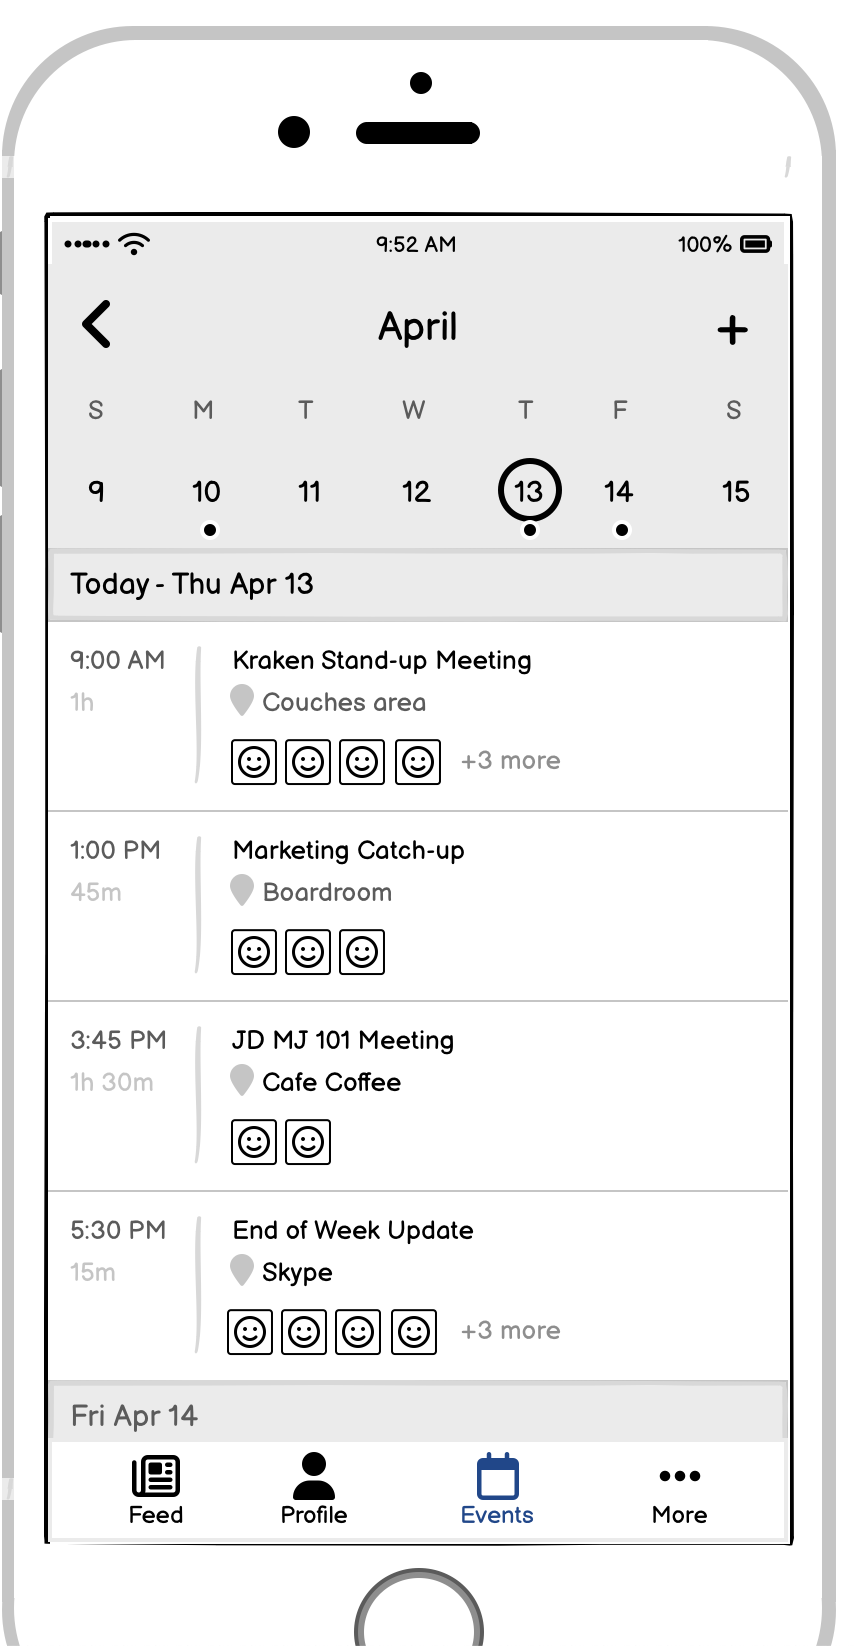 9:52 AM 100%
April +
S M T W T F S
9 10 11 12 13 14 15
Today - Thu Apr 13
9:00 AM Kraken Stand-up Meeting
1h Couches area
+3 more
1:00 PM Marketing Catch-up
45m Boardroom
3:45 PM JD MJ 101 Meeting
1h 30m Cafe Coffee
5:30 PM End of Week Update
15m Skype
+3 more
Fri Apr 14
Feed Profile Events More